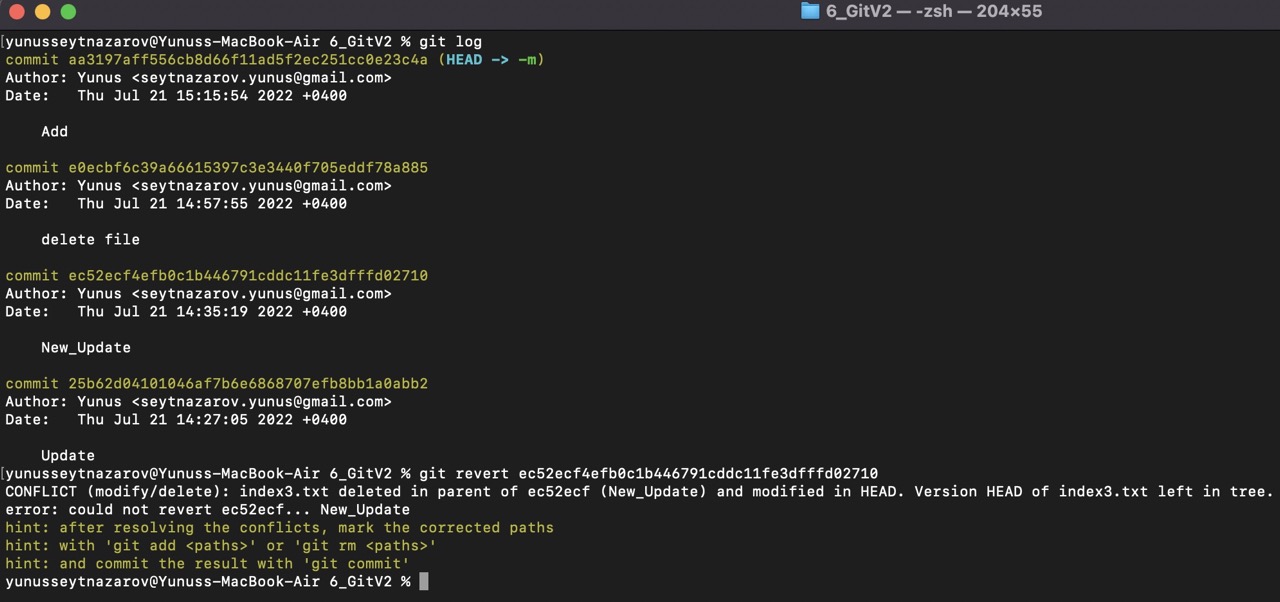 6_GitV2 — -zsh — 204×55
[yunusseytnazarov@Yunuss-MacBook-Air 6_GitV2 % git log
commit aa3197aff556cb8d66f11ad5f2ec251cc0e23c4a (HEAD -> -m)
Author: Yunus <seytnazarov.yunus@gmail.com>
Date:   Thu Jul 21 15:15:54 2022 +0400
Add
commit e0ecbf6c39a66615397c3e3440f705eddf78a885
Author: Yunus <seytnazarov.yunus@gmail.com>
Date:   Thu Jul 21 14:57:55 2022 +0400
delete file
commit ec52ecf4efb0c1b446791cddc11fe3dfffd02710
Author: Yunus <seytnazarov.yunus@gmail.com>
Date:   Thu Jul 21 14:35:19 2022 +0400
New_Update
commit 25b62d04101046af7b6e6868707efb8bb1a0abb2
Author: Yunus <seytnazarov.yunus@gmail.com>
Date:   Thu Jul 21 14:27:05 2022 +0400
Update
[yunusseytnazarov@Yunuss-MacBook-Air 6_GitV2 % git revert ec52ecf4efb0c1b446791cddc11fe3dfffd02710
CONFLICT (modify/delete): index3.txt deleted in parent of ec52ecf (New_Update) and modified in HEAD. Version HEAD of index3.txt left in tree.
error: could not revert ec52ecf... New_Update
hint: after resolving the conflicts, mark the corrected paths
hint: with 'git add <paths>' or 'git rm <paths>'
hint: and commit the result with 'git commit'
yunusseytnazarov@Yunuss-MacBook-Air 6_GitV2 %